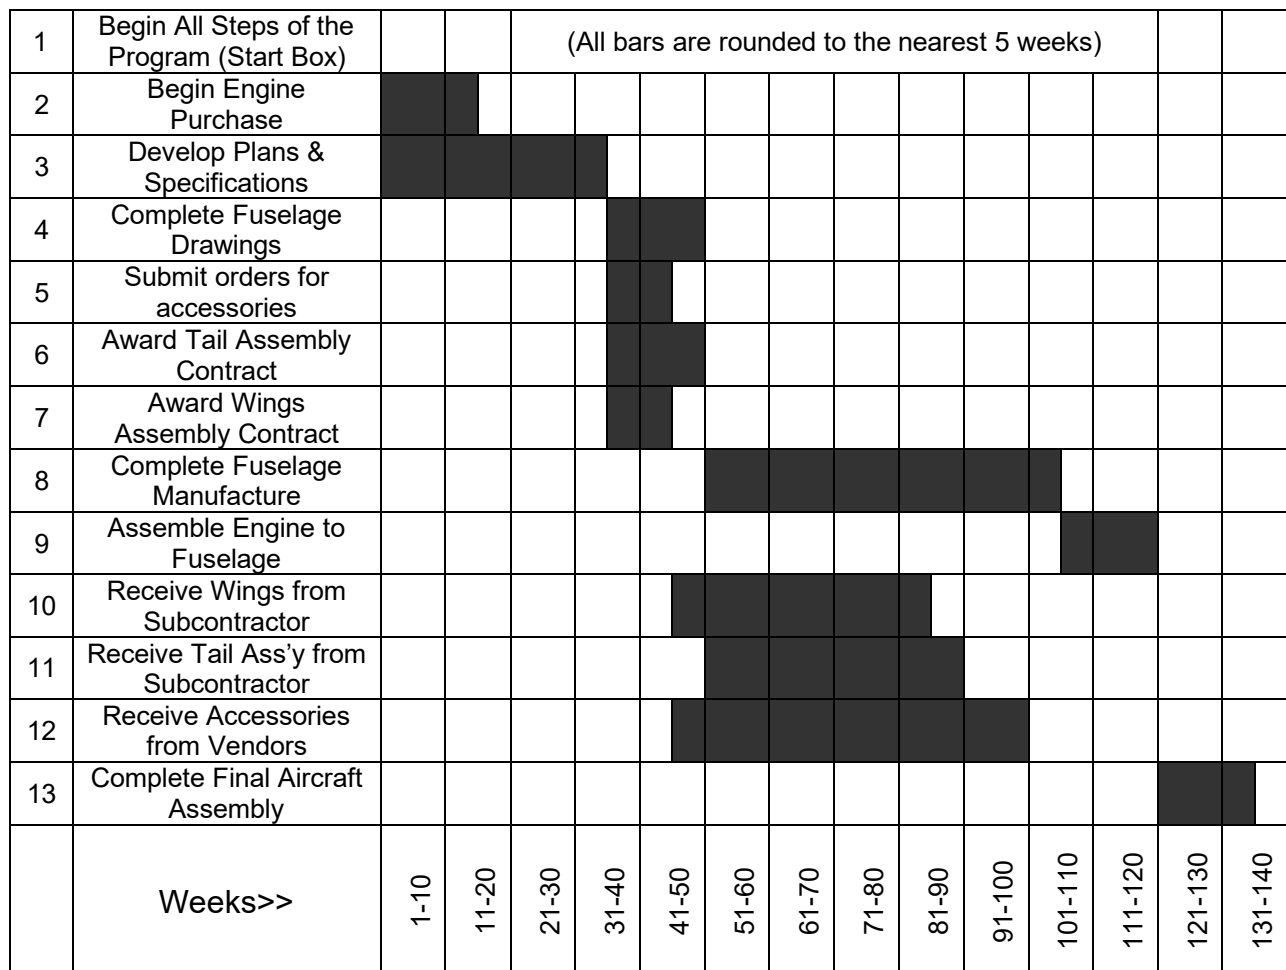 1
Begin All Steps of the
Program (Start Box)
(All bars are rounded to the nearest 5 weeks)
2
Begin Engine
Purchase
3
Develop Plans &
Specifications
4
Complete Fuselage
Drawings
5
Submit orders for
accessories
6
Award Tail Assembly
Contract
7
Award Wings
Assembly Contract
8
Complete Fuselage
Manufacture
9
Assemble Engine to
Fuselage
10
Receive Wings from
Subcontractor
11
Receive Tail Ass’y from
Subcontractor
12
Receive Accessories
from Vendors
13
Complete Final Aircraft
Assembly
Weeks>>
1-10
11-20
21-30
31-40
41-50
51-60
61-70
71-80
81-90
91-100
101-110
111-120
121-130
131-140